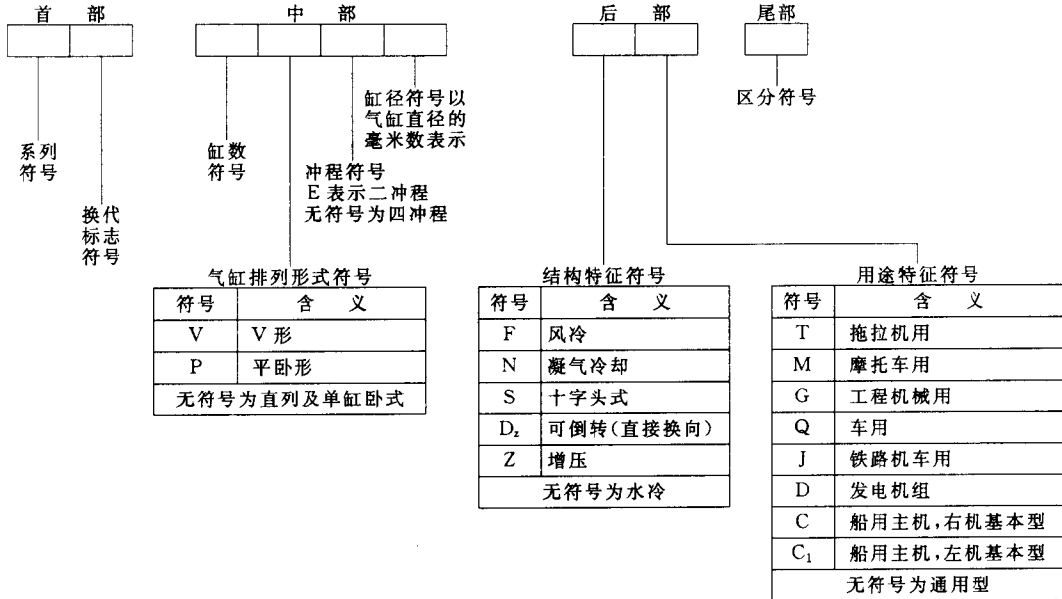 首 部
中 部
后 部
尾部
系列
符号
换代
标志
符号
缸数
符号
缸径符号以
气缸直径的
毫米数表示
冲程符号
E 表示二冲程
无符号为四冲程
区分符号
气缸排列形式符号
符号 含 义
V V 形
P 平卧形
无符号为直列及单缸卧式
结构特征符号
符号 含 义
F 风冷
N 凝气冷却
S 十字头式
Dz 可倒转(直接换向)
Z 增压
无符号为水冷
用途特征符号
符号 含 义
T 拖拉机用
M 摩托车用
G 工程机械用
Q 车用
J 铁路机车用
D 发电机组
C 船用主机,右机基本型
C1 船用主机,左机基本型
无符号为通用型